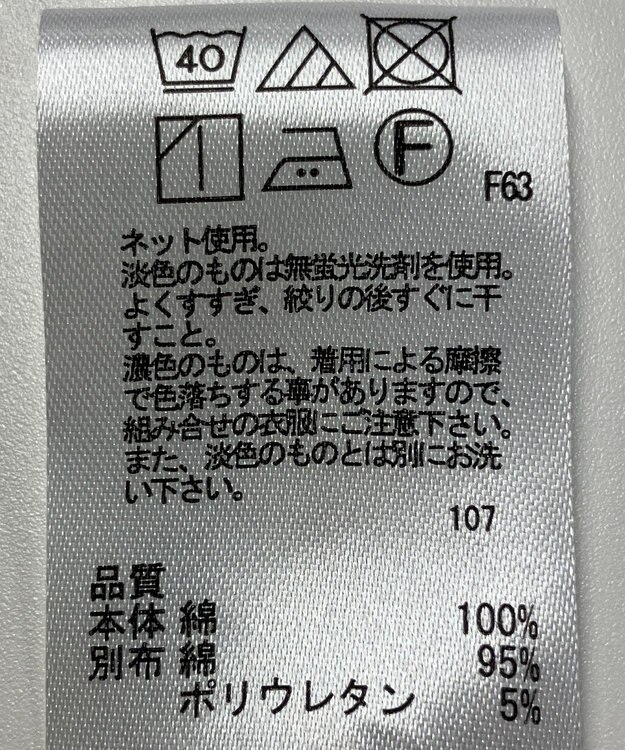 40
F
F63
ネット使用。
淡色のものは無蛍光洗剤を使用。
よくすすぎ、絞りの後すぐに干
すこと。
濃色のものは、着用による摩擦
で色落ちする事がありますので、
組み合せの衣服にご注意下さい。
また、淡色のものとは別にお洗
い下さい。
107
品質
本体 綿 100%
別布 綿 95%
ポリウレタン 5%